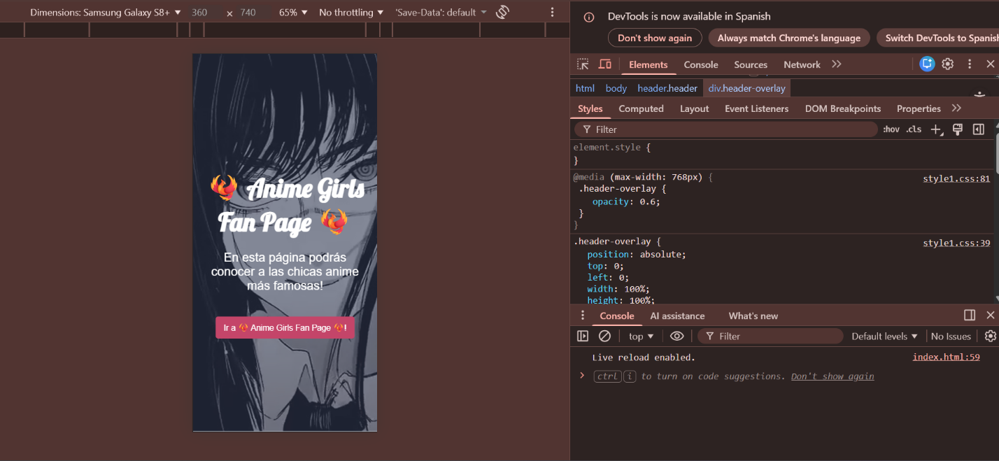 Dimensions: Samsung Galaxy S8+ ▼ 360 × 740 65% ▼ No throttling ▼ 'Save-Data': default ▼
🐦‍🔥 Anime Girls
Fan Page 🐦‍🔥
En esta página podrás
conocer a las chicas anime
más famosas!
Ir a 🐦‍🔥 Anime Girls Fan Page 🐦‍🔥!
DevTools is now available in Spanish
Don't show again Always match Chrome's language Switch DevTools to Spanish
Elements Console Sources Network
html body header.header div.header-overlay
Styles Computed Layout Event Listeners DOM Breakpoints Properties
Filter :hov .cls
element.style {
}
@media (max-width: 768px) { style1.css:81
.header-overlay {
opacity: 0.6;
}
}
.header-overlay { style1.css:39
position: absolute;
top: 0;
left: 0;
width: 100%;
height: 100%;
Console AI assistance What's new
top ▼ Filter Default levels ▼ No Issues
Live reload enabled. index.html:59
> ctrl i to turn on code suggestions. Don't show again